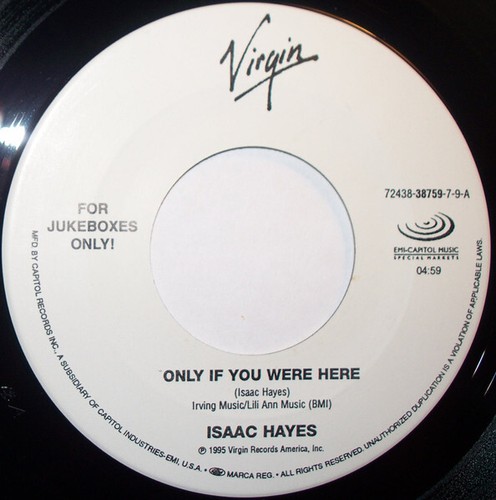 Virgin
FOR
JUKEBOXES
ONLY!
72438-38759-7-9-A
EMI-CAPITOL MUSIC
SPECIAL MARKETS
04:59
ONLY IF YOU WERE HERE
(Isaac Hayes)
Irving Music/Lili Ann Music (BMI)
ISAAC HAYES
℗ 1995 Virgin Records America, Inc.
MFD BY CAPITOL RECORDS INC., A SUBSIDIARY OF CAPITOL INDUSTRIES-EMI, U.S.A. • MARCA REG. • ALL RIGHTS RESERVED. UNAUTHORIZED DUPLICATION IS A VIOLATION OF APPLICABLE LAWS.